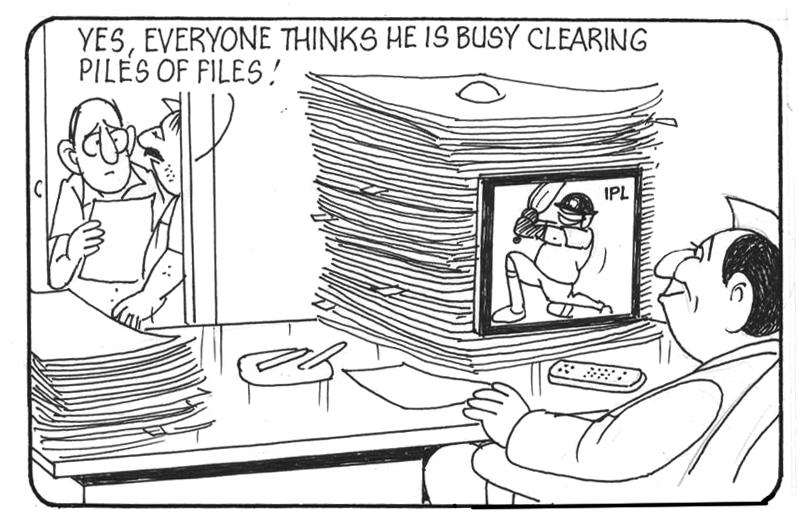 YES, EVERYONE THINKS HE IS BUSY CLEARING
PILES OF FILES!
IPL